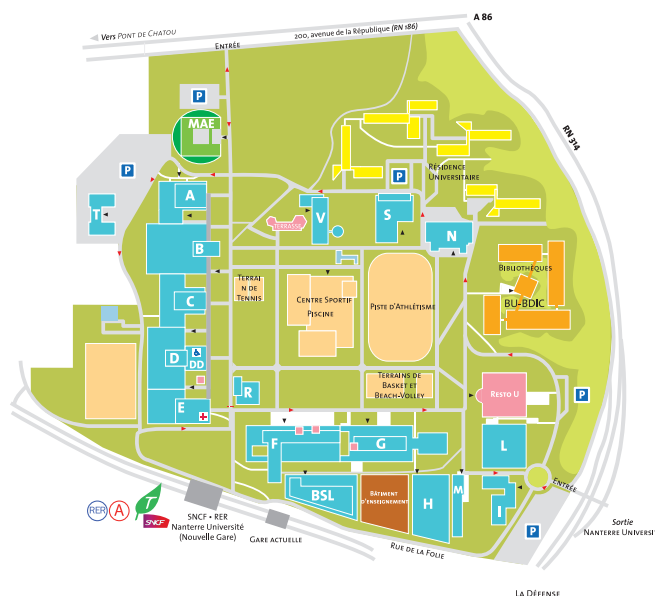 A 86
Vers PONT DE CHATOU
200, avenue de la République (RN 186)
ENTRÉE
P
MAE
RN 314
P
P
RÉSIDENCE
UNIVERSITAIRE
A
T
V
S
TERRASSE
N
B
BIBLIOTHÈQUES
BU-BDIC
TERRAI
N DE
TENNIS
CENTRE SPORTIF
PISCINE
PISTE D'ATHLÉTISME
C
D
DD
TERRAINS DE
BASKET ET
BEACH-VOLLEY
R
RESTO U
P
E
F
G
L
BSL
BÂTIMENT
D'ENSEIGNEMENT
H
M
I
ENTRÉE
RER
A
T
SNCF
SNCF • RER
Nanterre Université
(Nouvelle Gare)
GARE ACTUELLE
RUE DE LA FOLIE
P
Sortie
NANTERRE UNIVERSI
LA DÉFENSE